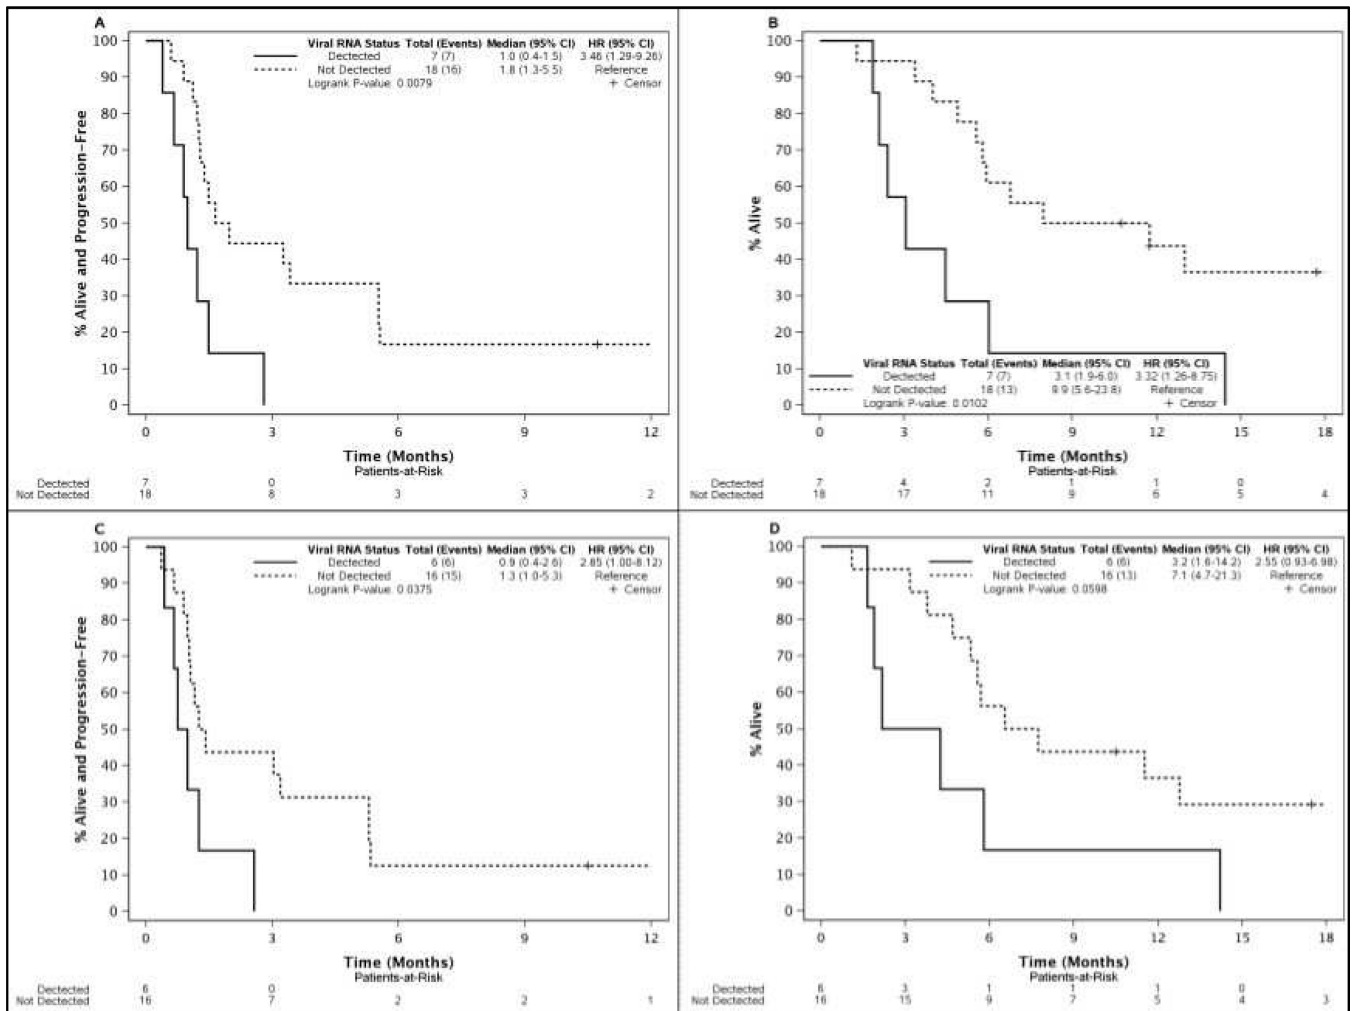 A
% Alive and Progression-Free
100
90
80
70
60
50
40
30
20
10
0
Viral RNA Status Total (Events) Median (95% CI) HR (95% CI)
Dectected 7 (7) 1.0 (0.4-1.5) 3.46 (1.29-9.26)
Not Dectected 18 (16) 1.8 (1.3-5.5) Reference
Logrank P-value: 0.0079 + Censor
0 3 6 9 12
Time (Months)
Patients-at-Risk
Dectected 7 0
Not Dectected 18 8 3 3 2
B
% Alive
100
90
80
70
60
50
40
30
20
10
0
Viral RNA Status Total (Events) Median (95% CI) HR (95% CI)
Dectected 7 (7) 3.1 (1.9-6.0) 3.32 (1.26-8.75)
Not Dectected 18 (13) 9.9 (5.6-23.8) Reference
Logrank P-value: 0.0102 + Censor
0 3 6 9 12 15 18
Time (Months)
Patients-at-Risk
Dectected 7 4 2 1 1 0
Not Dectected 18 17 11 9 6 5 4
C
% Alive and Progression-Free
100
90
80
70
60
50
40
30
20
10
0
Viral RNA Status Total (Events) Median (95% CI) HR (95% CI)
Dectected 6 (6) 0.9 (0.4-2.6) 2.85 (1.00-8.12)
Not Dectected 16 (15) 1.3 (1.0-5.3) Reference
Logrank P-value: 0.0375 + Censor
0 3 6 9 12
Time (Months)
Patients-at-Risk
Dectected 6 0
Not Dectected 16 7 2 2 1
D
% Alive
100
90
80
70
60
50
40
30
20
10
0
Viral RNA Status Total (Events) Median (95% CI) HR (95% CI)
Dectected 6 (6) 3.2 (1.6-14.2) 2.55 (0.93-6.98)
Not Dectected 16 (13) 7.1 (4.7-21.3) Reference
Logrank P-value: 0.0598 + Censor
0 3 6 9 12 15 18
Time (Months)
Patients-at-Risk
Dectected 6 3 1 1 1 0
Not Dectected 16 15 9 7 5 4 3